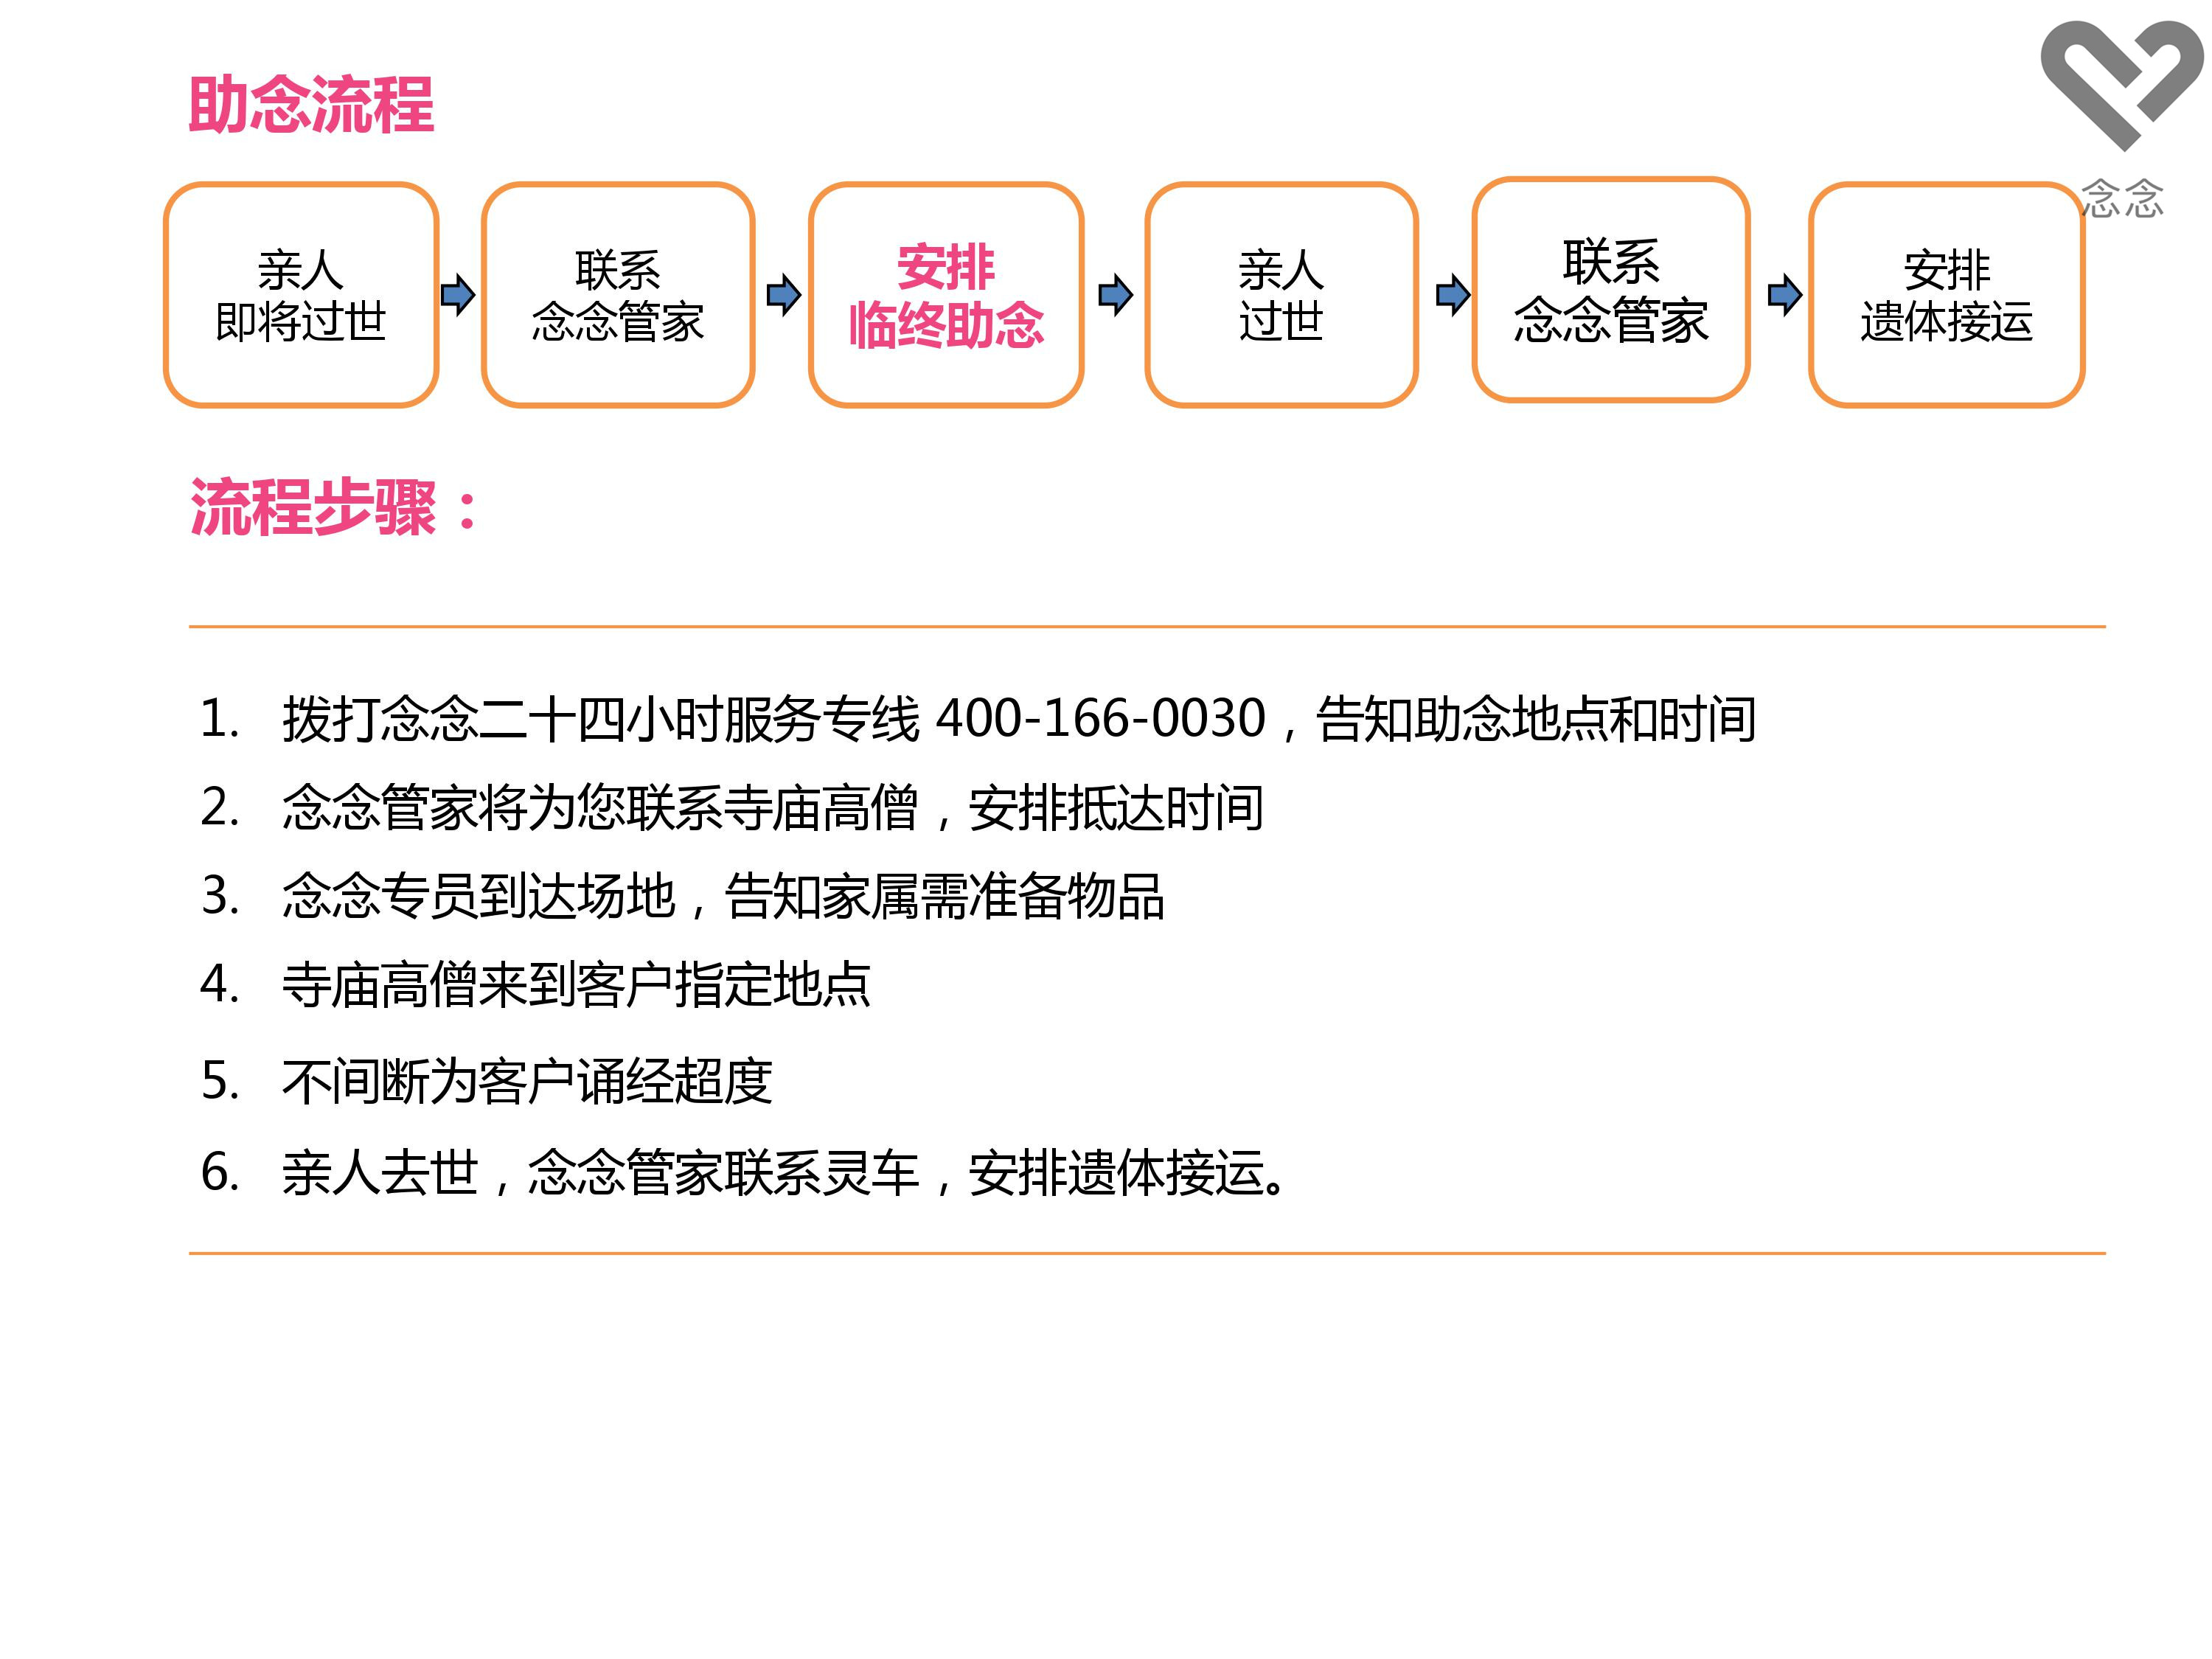 助念流程
念念
亲人
即将过世
联系
念念管家
安排
临终助念
亲人
过世
联系
念念管家
安排
遗体接运
流程步骤：
1. 拨打念念二十四小时服务专线 400-166-0030，告知助念地点和时间
2. 念念管家将为您联系寺庙高僧，安排抵达时间
3. 念念专员到达场地，告知家属需准备物品
4. 寺庙高僧来到客户指定地点
5. 不间断为客户诵经超度
6. 亲人去世，念念管家联系灵车，安排遗体接运。